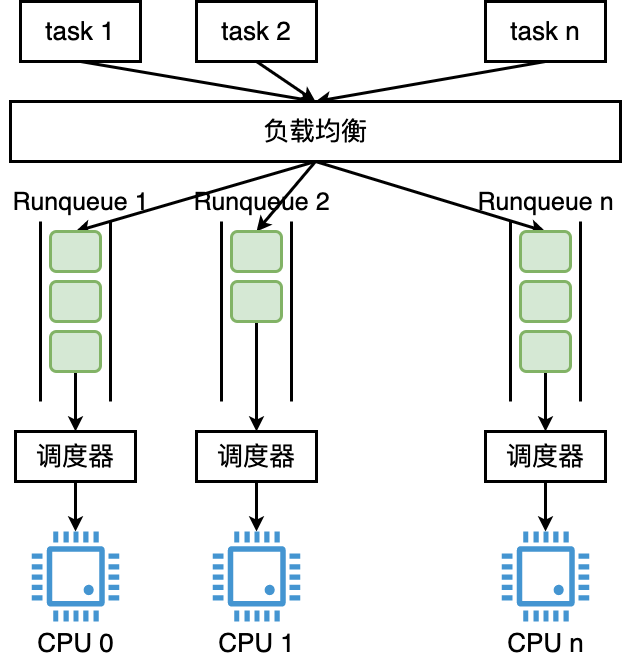 task 1
task 2
task n
负载均衡
Runqueue 1
Runqueue 2
Runqueue n
调度器
调度器
调度器
CPU 0
CPU 1
CPU n